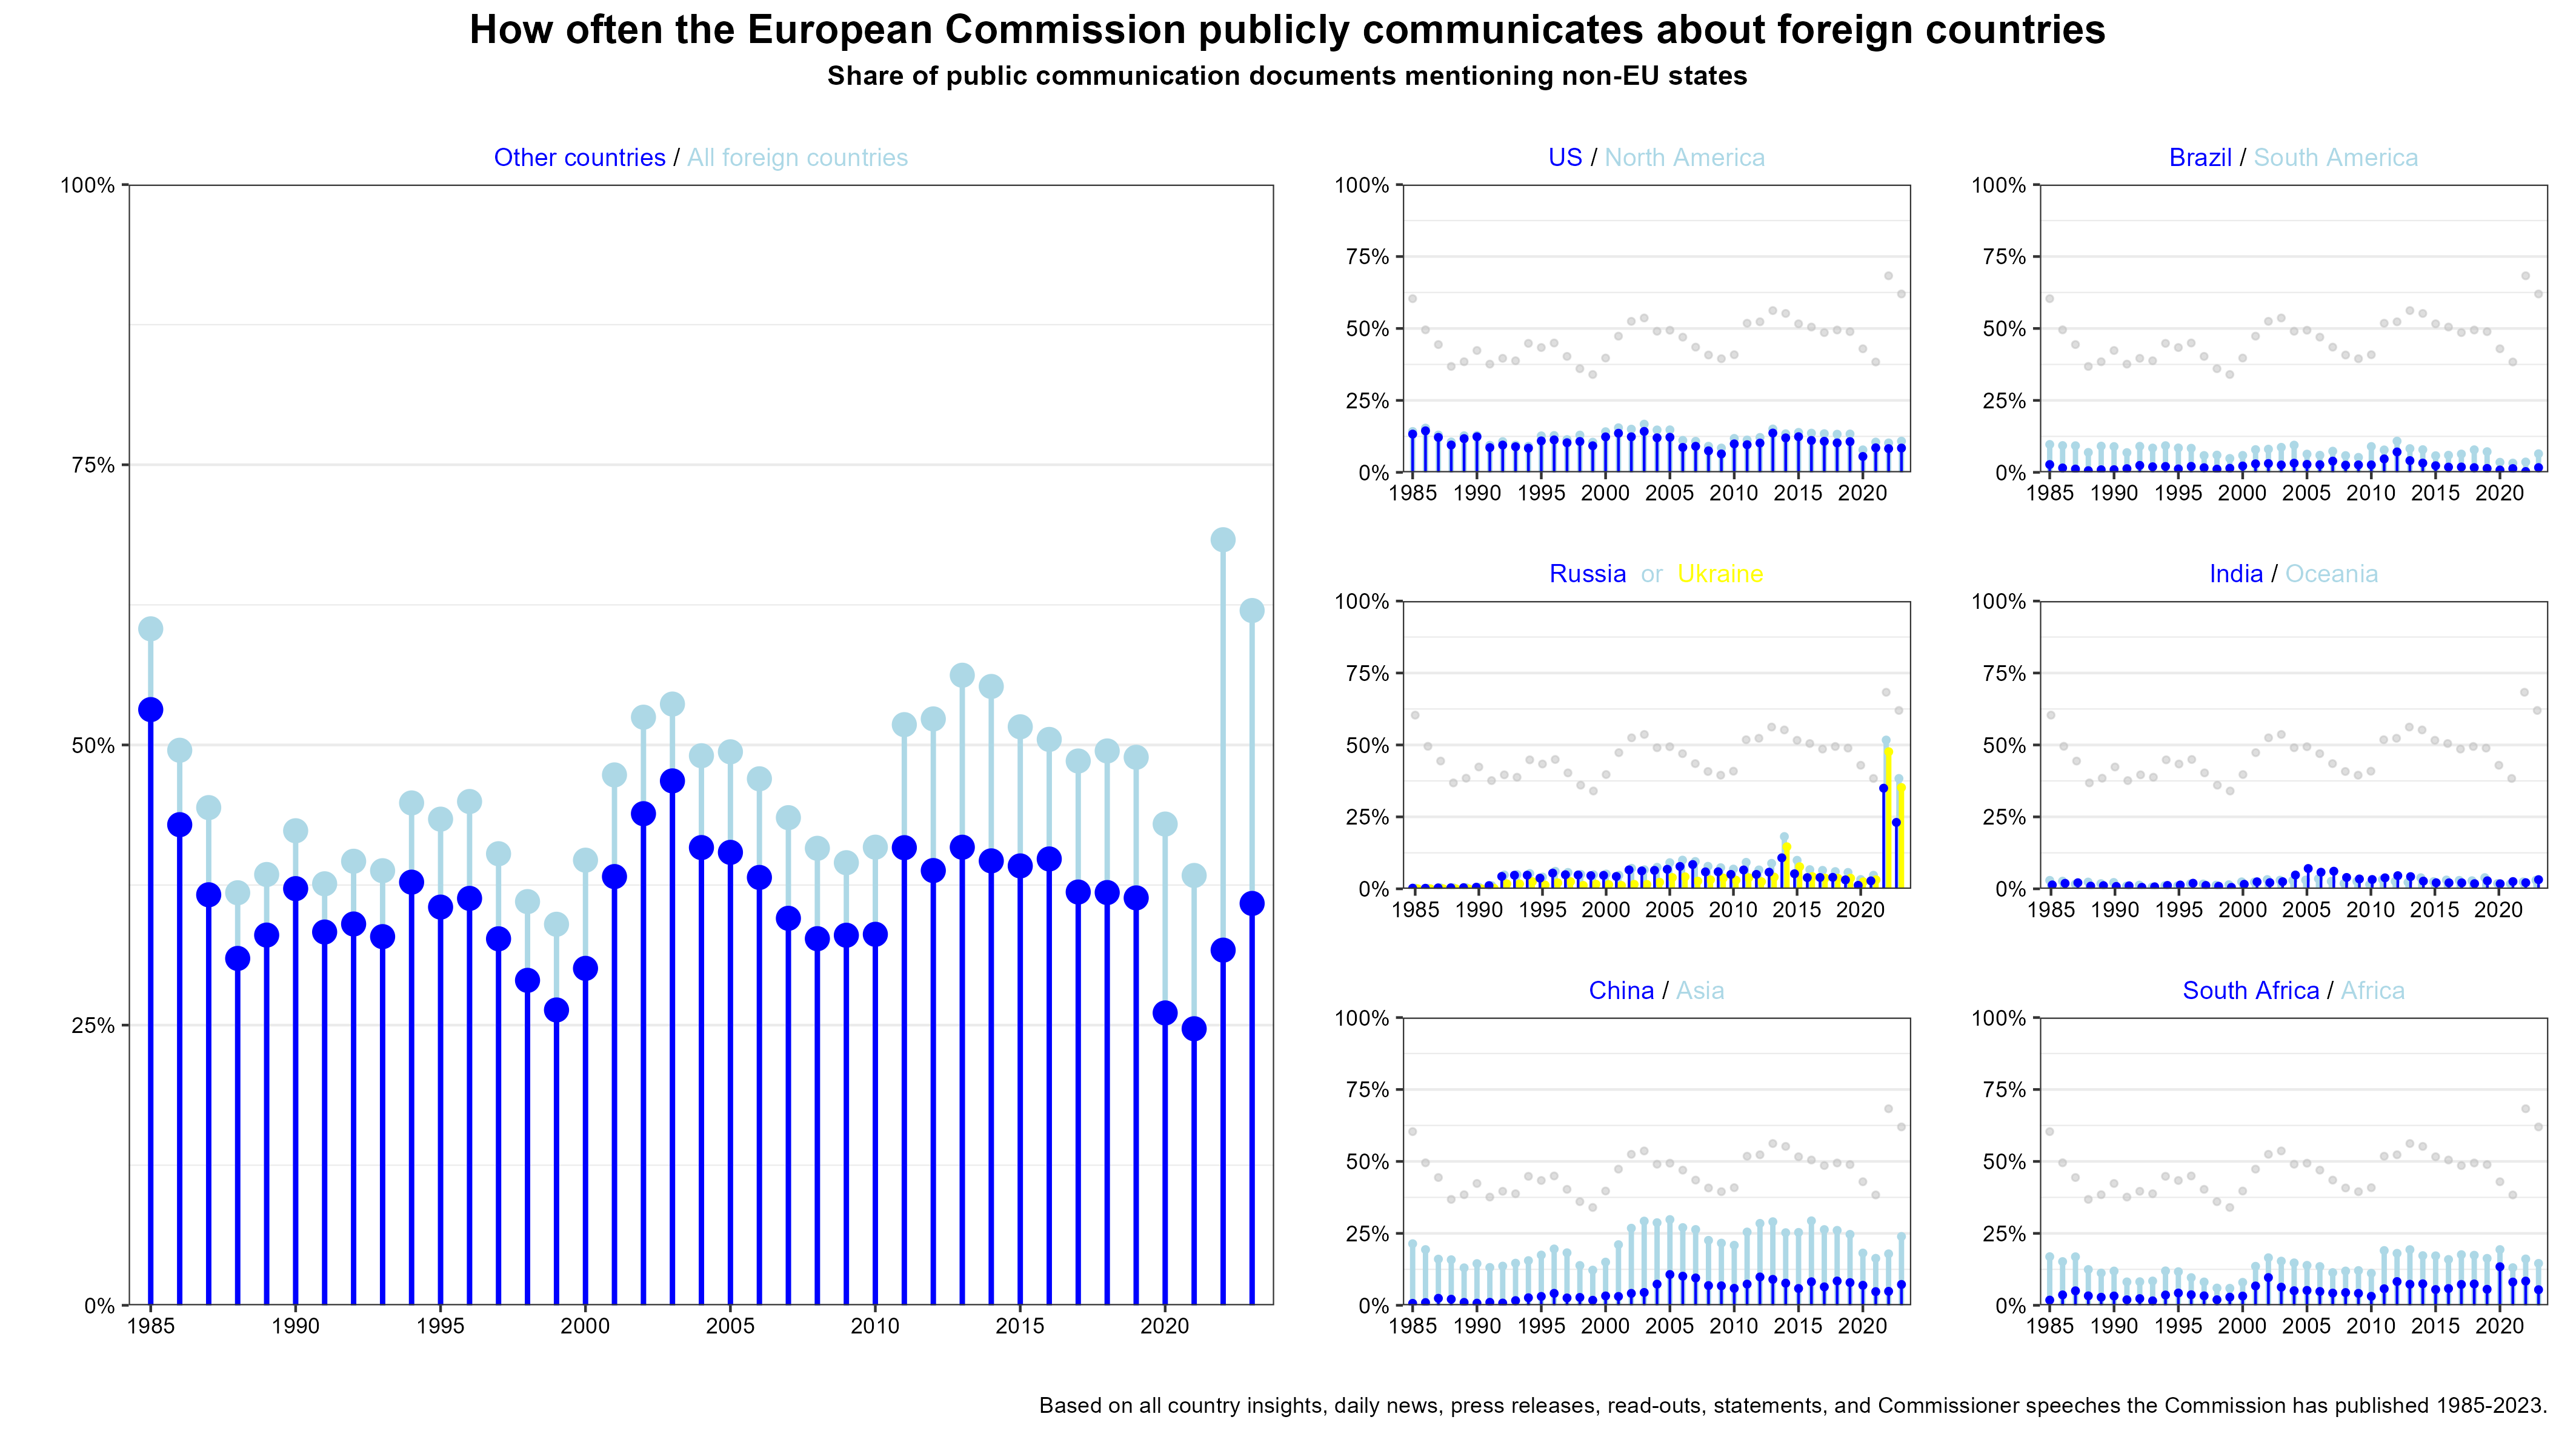 How often the European Commission publicly communicates about foreign countries
Share of public communication documents mentioning non-EU states
Other countries / All foreign countries
100%
75%
50%
25%
0%
1985 1990 1995 2000 2005 2010 2015 2020
US / North America
100%
75%
50%
25%
0%
1985 1990 1995 2000 2005 2010 2015 2020
Brazil / South America
100%
75%
50%
25%
0%
1985 1990 1995 2000 2005 2010 2015 2020
Russia or Ukraine
100%
75%
50%
25%
0%
1985 1990 1995 2000 2005 2010 2015 2020
India / Oceania
100%
75%
50%
25%
0%
1985 1990 1995 2000 2005 2010 2015 2020
China / Asia
100%
75%
50%
25%
0%
1985 1990 1995 2000 2005 2010 2015 2020
South Africa / Africa
100%
75%
50%
25%
0%
1985 1990 1995 2000 2005 2010 2015 2020
Based on all country insights, daily news, press releases, read-outs, statements, and Commissioner speeches the Commission has published 1985-2023.